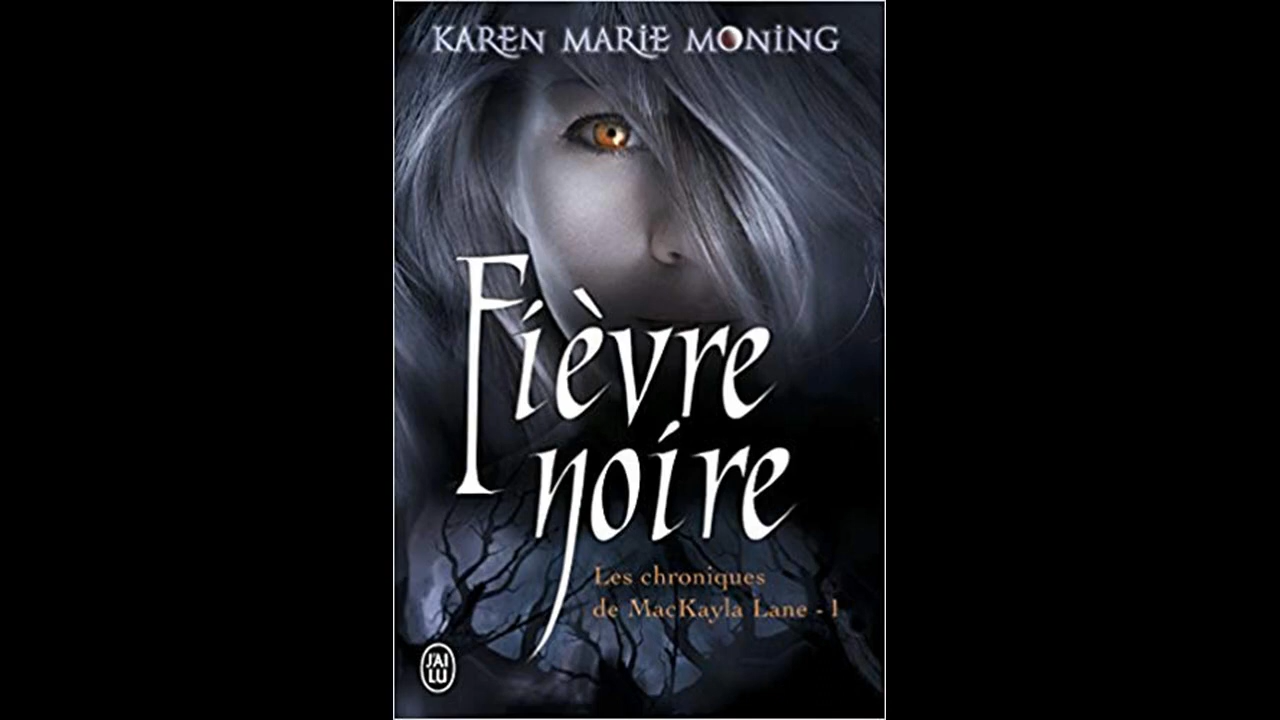 KAREN MARIE MONING
Fièvre
noire
Les chroniques
de MacKayla Lane - 1
J'AI
LU